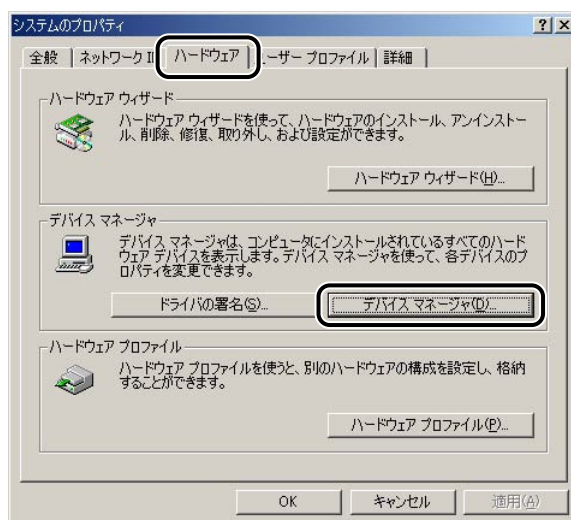 システムのプロパティ
全般
ネットワーク
ハードウェア
ーザー プロファイル
詳細
ハードウェア ウィザード
ハードウェア ウィザードを使って、ハードウェアのインストール、アンインストー
ル、削除、修復、取り外し、および設定ができます。
ハードウェア ウィザード(H)...
デバイス マネージャ
デバイス マネージャは、コンピュータにインストールされているすべてのハード
ウェア デバイスを表示します。デバイス マネージャを使って、各デバイスのプ
ロパティを変更できます。
ドライバの署名(S)...
デバイス マネージャ(D)...
ハードウェア プロファイル
ハードウェア プロファイルを使うと、別のハードウェアの構成を設定し、格納
することができます。
ハードウェア プロファイル(P)...
OK
キャンセル
適用(A)